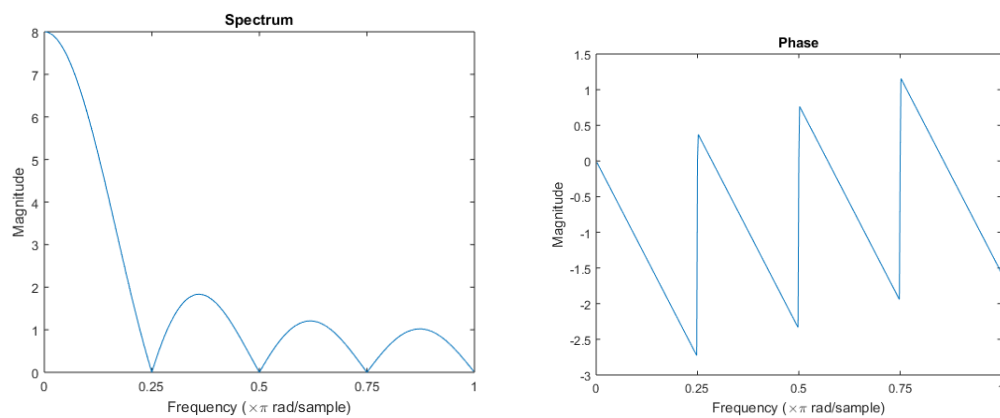 Spectrum
8
7
6
5
4
3
2
1
0
Magnitude
0 0.25 0.5 0.75 1
Frequency (×π rad/sample)
Phase
1.5
1
0.5
0
-0.5
-1
-1.5
-2
-2.5
-3
Magnitude
0 0.25 0.5 0.75 1
Frequency (×π rad/sample)